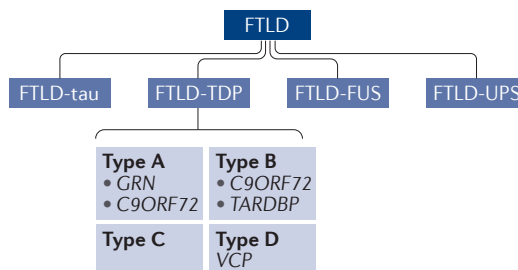 FTLD
FTLD-tau FTLD-TDP FTLD-FUS FTLD-UPS
Type A
• GRN
• C9ORF72
Type B
• C9ORF72
• TARDBP
Type C
Type D
VCP